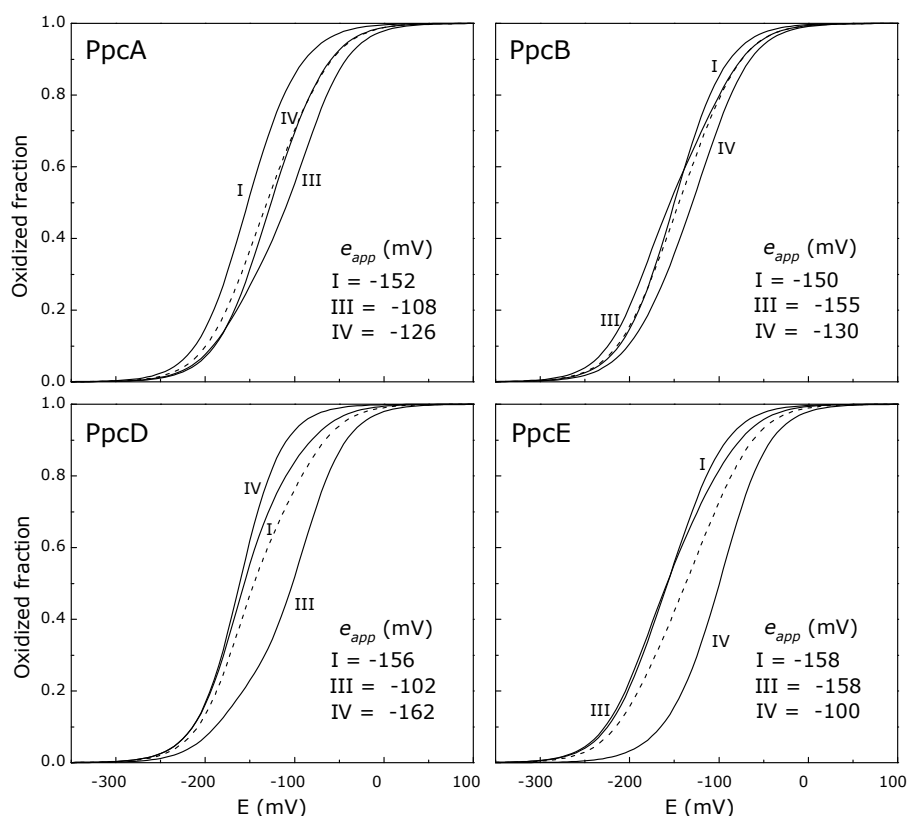 1.0
0.8
0.6
0.4
0.2
0.0
Oxidized fraction
PpcA
I
IV
III
e_app (mV)
I = -152
III = -108
IV = -126
PpcB
I
IV
III
e_app (mV)
I = -150
III = -155
IV = -130
1.0
0.8
0.6
0.4
0.2
0.0
Oxidized fraction
PpcD
IV
I
III
e_app (mV)
I = -156
III = -102
IV = -162
-300 -200 -100 0 100
E (mV)
PpcE
I
IV
III
e_app (mV)
I = -158
III = -158
IV = -100
-300 -200 -100 0 100
E (mV)